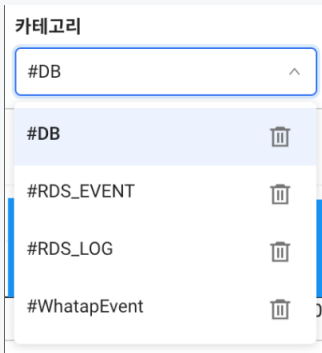 카테고리
#DB
#DB
#RDS_EVENT
#RDS_LOG
#WhatapEvent